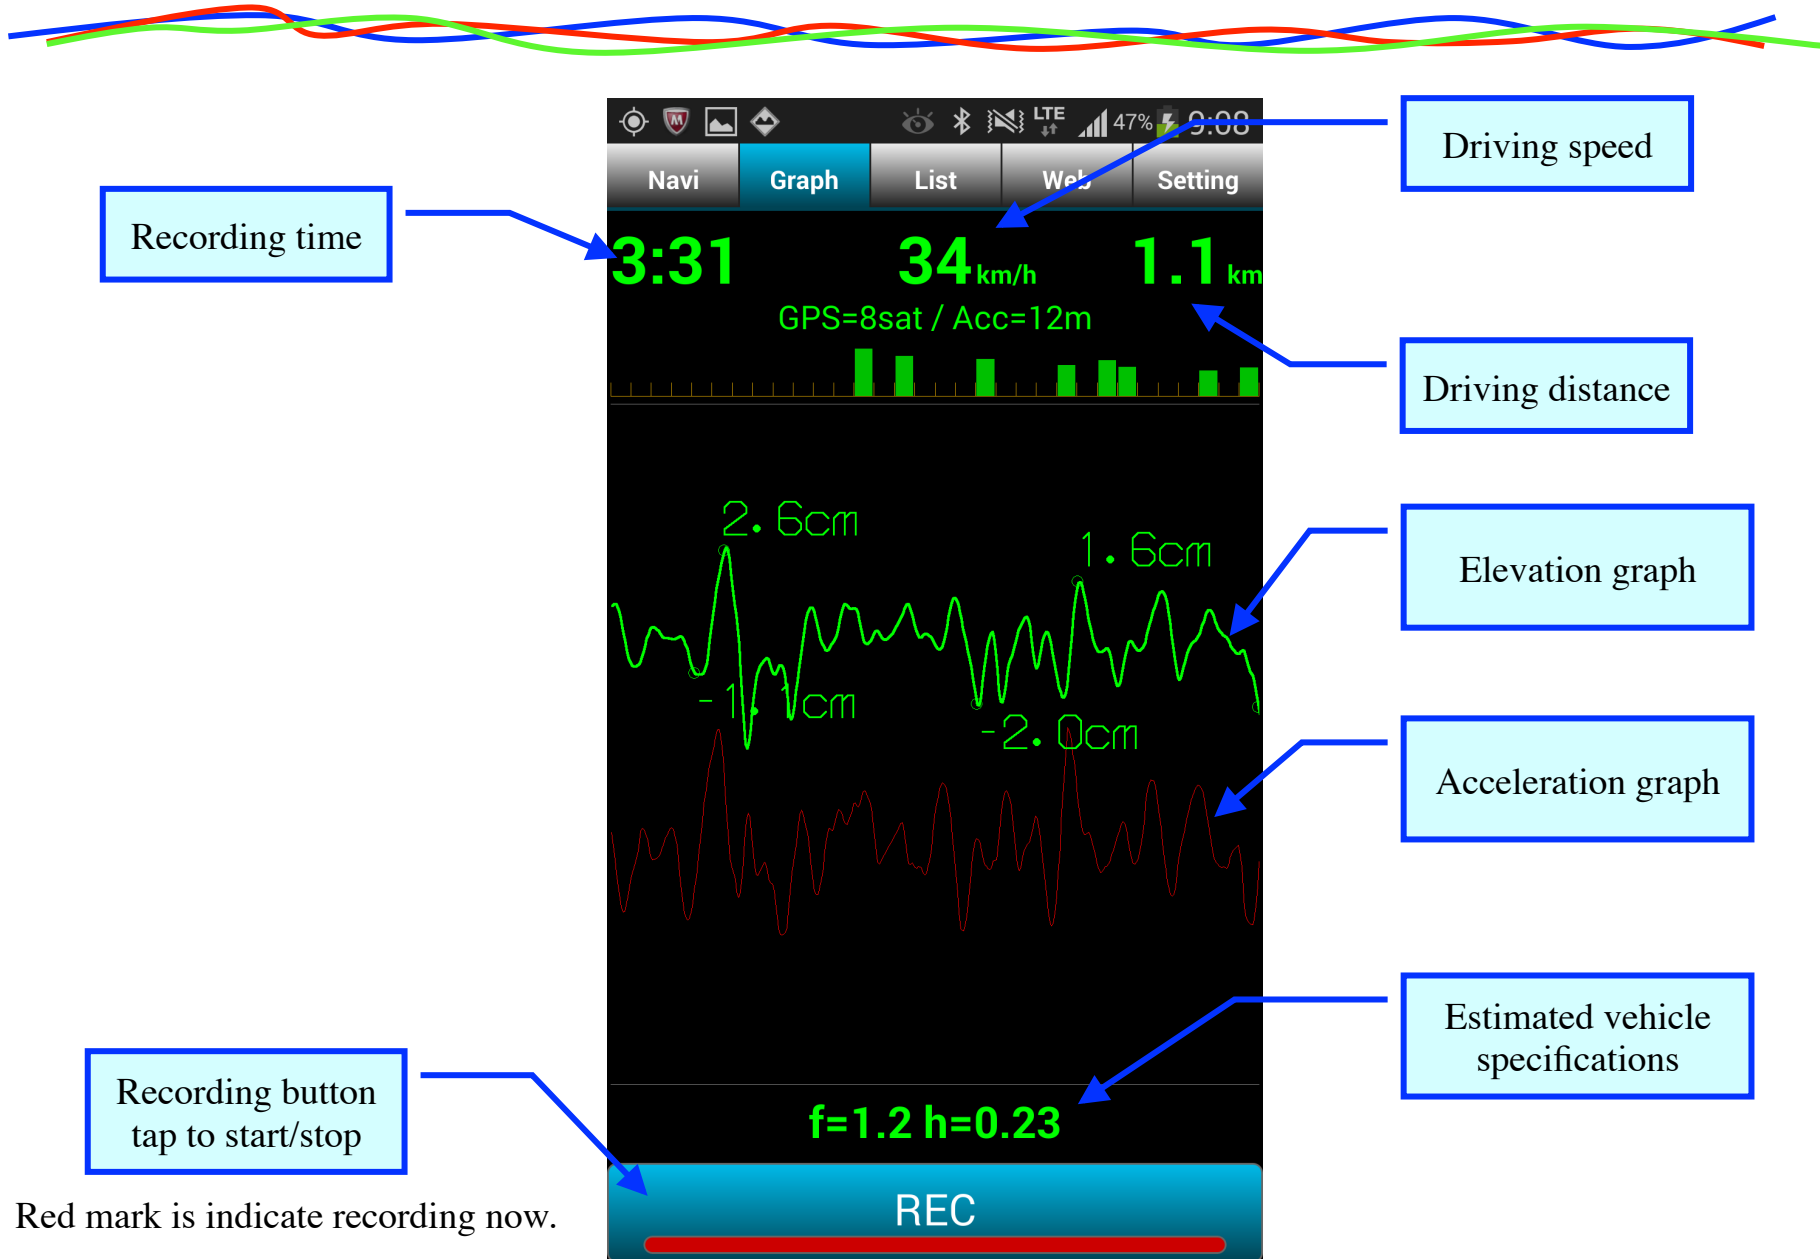 LTE
47%
9:08
Driving speed
Navi
Graph
List
Web
Setting
Recording time
3:31
34 km/h
1.1 km
GPS=8sat / Acc=12m
Driving distance
2.6cm
1.6cm
Elevation graph
-1.1cm
-2.0cm
Acceleration graph
Estimated vehicle
specifications
Recording button
tap to start/stop
f=1.2 h=0.23
Red mark is indicate recording now.
REC